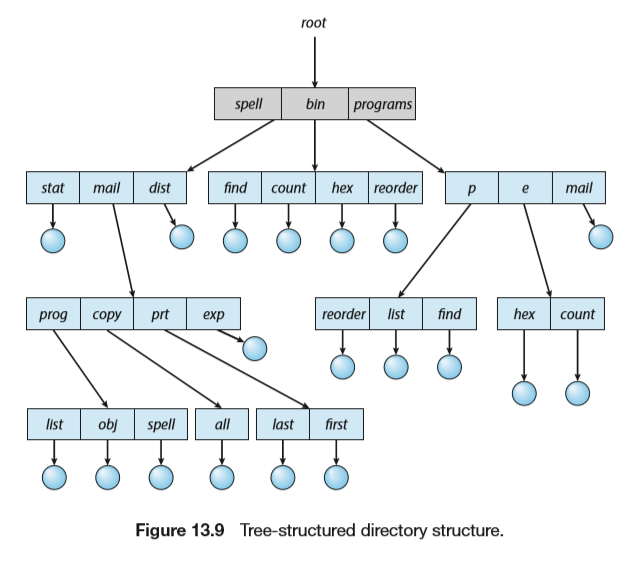 root
spell bin programs
stat mail dist find count hex reorder p e mail
prog copy prt exp reorder list find hex count
list obj spell all last first
Figure 13.9 Tree-structured directory structure.